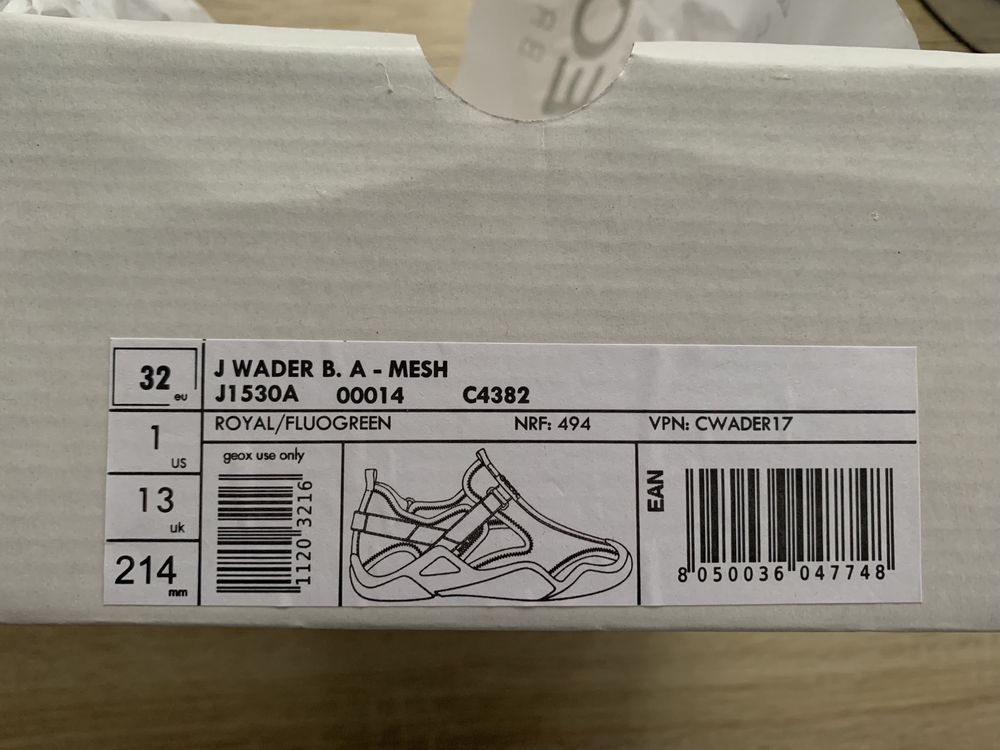 32 eu
J WADER B. A - MESH
J1530A 00014 C4382
ROYAL/FLUOGREEN NRF: 494 VPN: CWADER17
1 US
13 uk
214 mm
geox use only
1120 3216
EAN
8 050036 047748